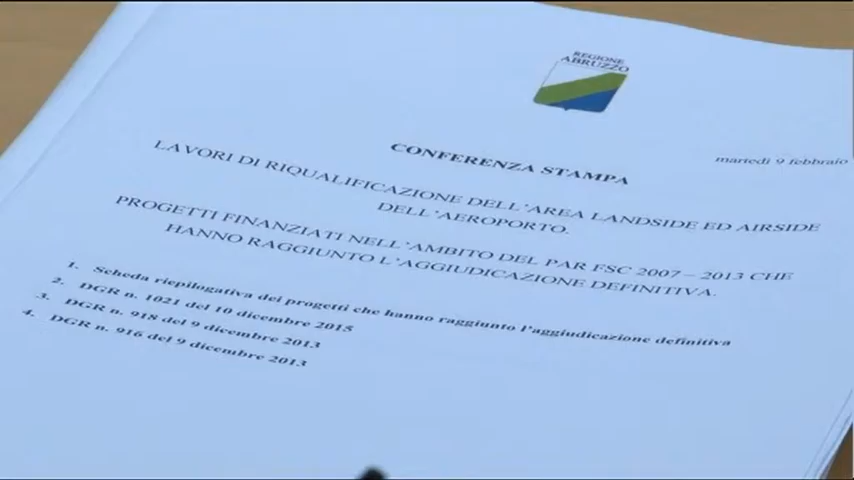 REGIONE
ABRUZZO
martedì 9 febbraio
CONFERENZA STAMPA
LAVORI DI RIQUALIFICAZIONE DELL'AREA LANDSIDE ED AIRSIDE
DELL'AEROPORTO.
PROGETTI FINANZIATI NELL'AMBITO DEL PAR FSC 2007 – 2013 CHE
HANNO RAGGIUNTO L'AGGIUDICAZIONE DEFINITIVA.
1. Scheda riepilogativa dei progetti che hanno raggiunto l'aggiudicazione definitiva
2. DGR n. 1021 del 10 dicembre 2015
3. DGR n. 918 del 9 dicembre 2013
4. DGR n. 916 del 9 dicembre 2013